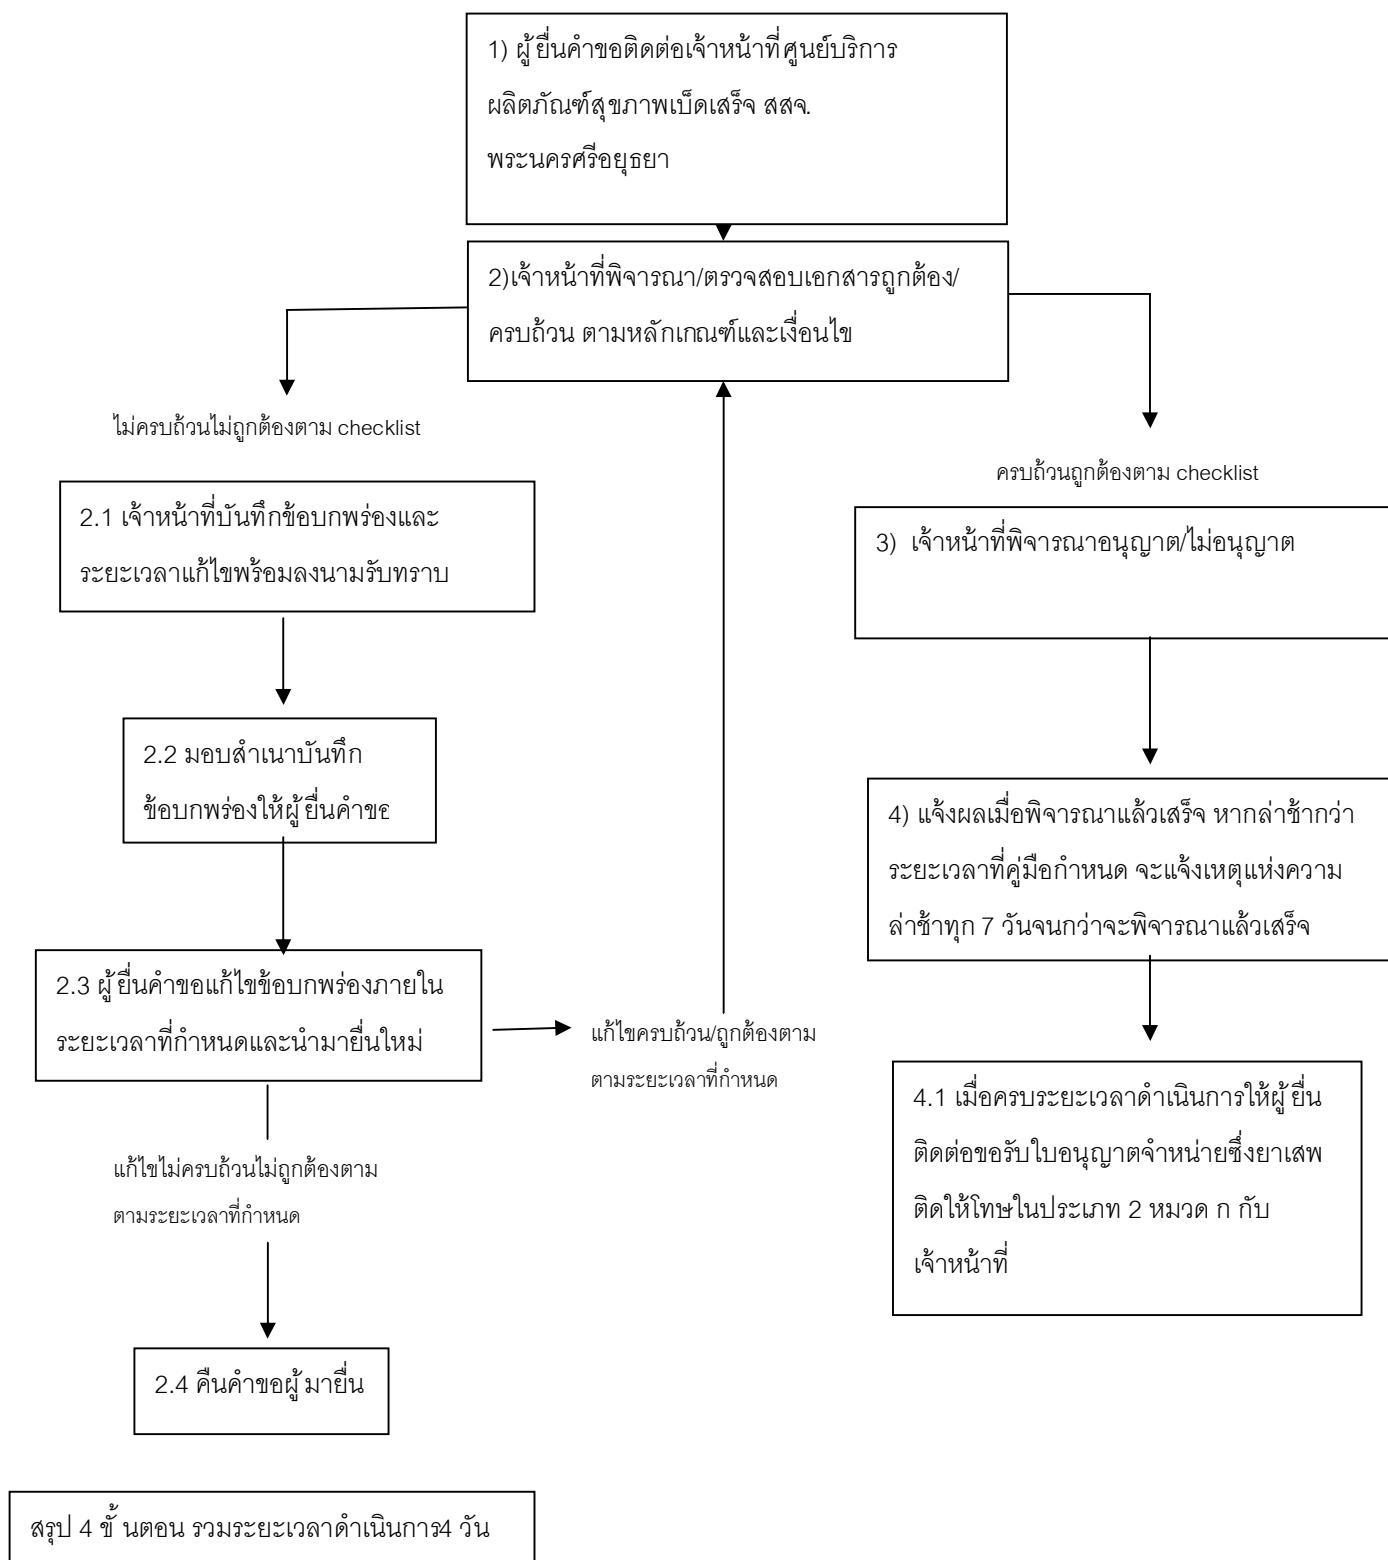 1) ผู้ยื่นคำขอติดต่อเจ้าหน้าที่ศูนย์บริการ
ผลิตภัณฑ์สุขภาพเบ็ดเสร็จ สสจ.
พระนครศรีอยุธยา
2)เจ้าหน้าที่พิจารณา/ตรวจสอบเอกสารถูกต้อง/
ครบถ้วน ตามหลักเกณฑ์และเงื่อนไข
ไม่ครบถ้วนไม่ถูกต้องตาม checklist
2.1 เจ้าหน้าที่บันทึกข้อบกพร่องและ
ระยะเวลาแก้ไขพร้อมลงนามรับทราบ
2.2 มอบสำเนาบันทึก
ข้อบกพร่องให้ผู้ยื่นคำขอ
2.3 ผู้ยื่นคำขอแก้ไขข้อบกพร่องภายใน
ระยะเวลาที่กำหนดและนำมายื่นใหม่
แก้ไขครบถ้วน/ถูกต้องตาม
ตามระยะเวลาที่กำหนด
แก้ไขไม่ครบถ้วนไม่ถูกต้องตาม
ตามระยะเวลาที่กำหนด
2.4 คืนคำขอผู้มายื่น
ครบถ้วนถูกต้องตาม checklist
3) เจ้าหน้าที่พิจารณาอนุญาต/ไม่อนุญาต
4) แจ้งผลเมื่อพิจารณาแล้วเสร็จ หากล่าช้ากว่า
ระยะเวลาที่คู่มือกำหนด จะแจ้งเหตุแห่งความ
ล่าช้าทุก 7 วันจนกว่าจะพิจารณาแล้วเสร็จ
4.1 เมื่อครบระยะเวลาดำเนินการให้ผู้ยื่น
ติดต่อขอรับใบอนุญาตจำหน่ายซึ่งยาเสพ
ติดให้โทษในประเภท 2 หมวด ก กับ
เจ้าหน้าที่
สรุป 4 ขั้นตอน รวมระยะเวลาดำเนินการ4 วัน